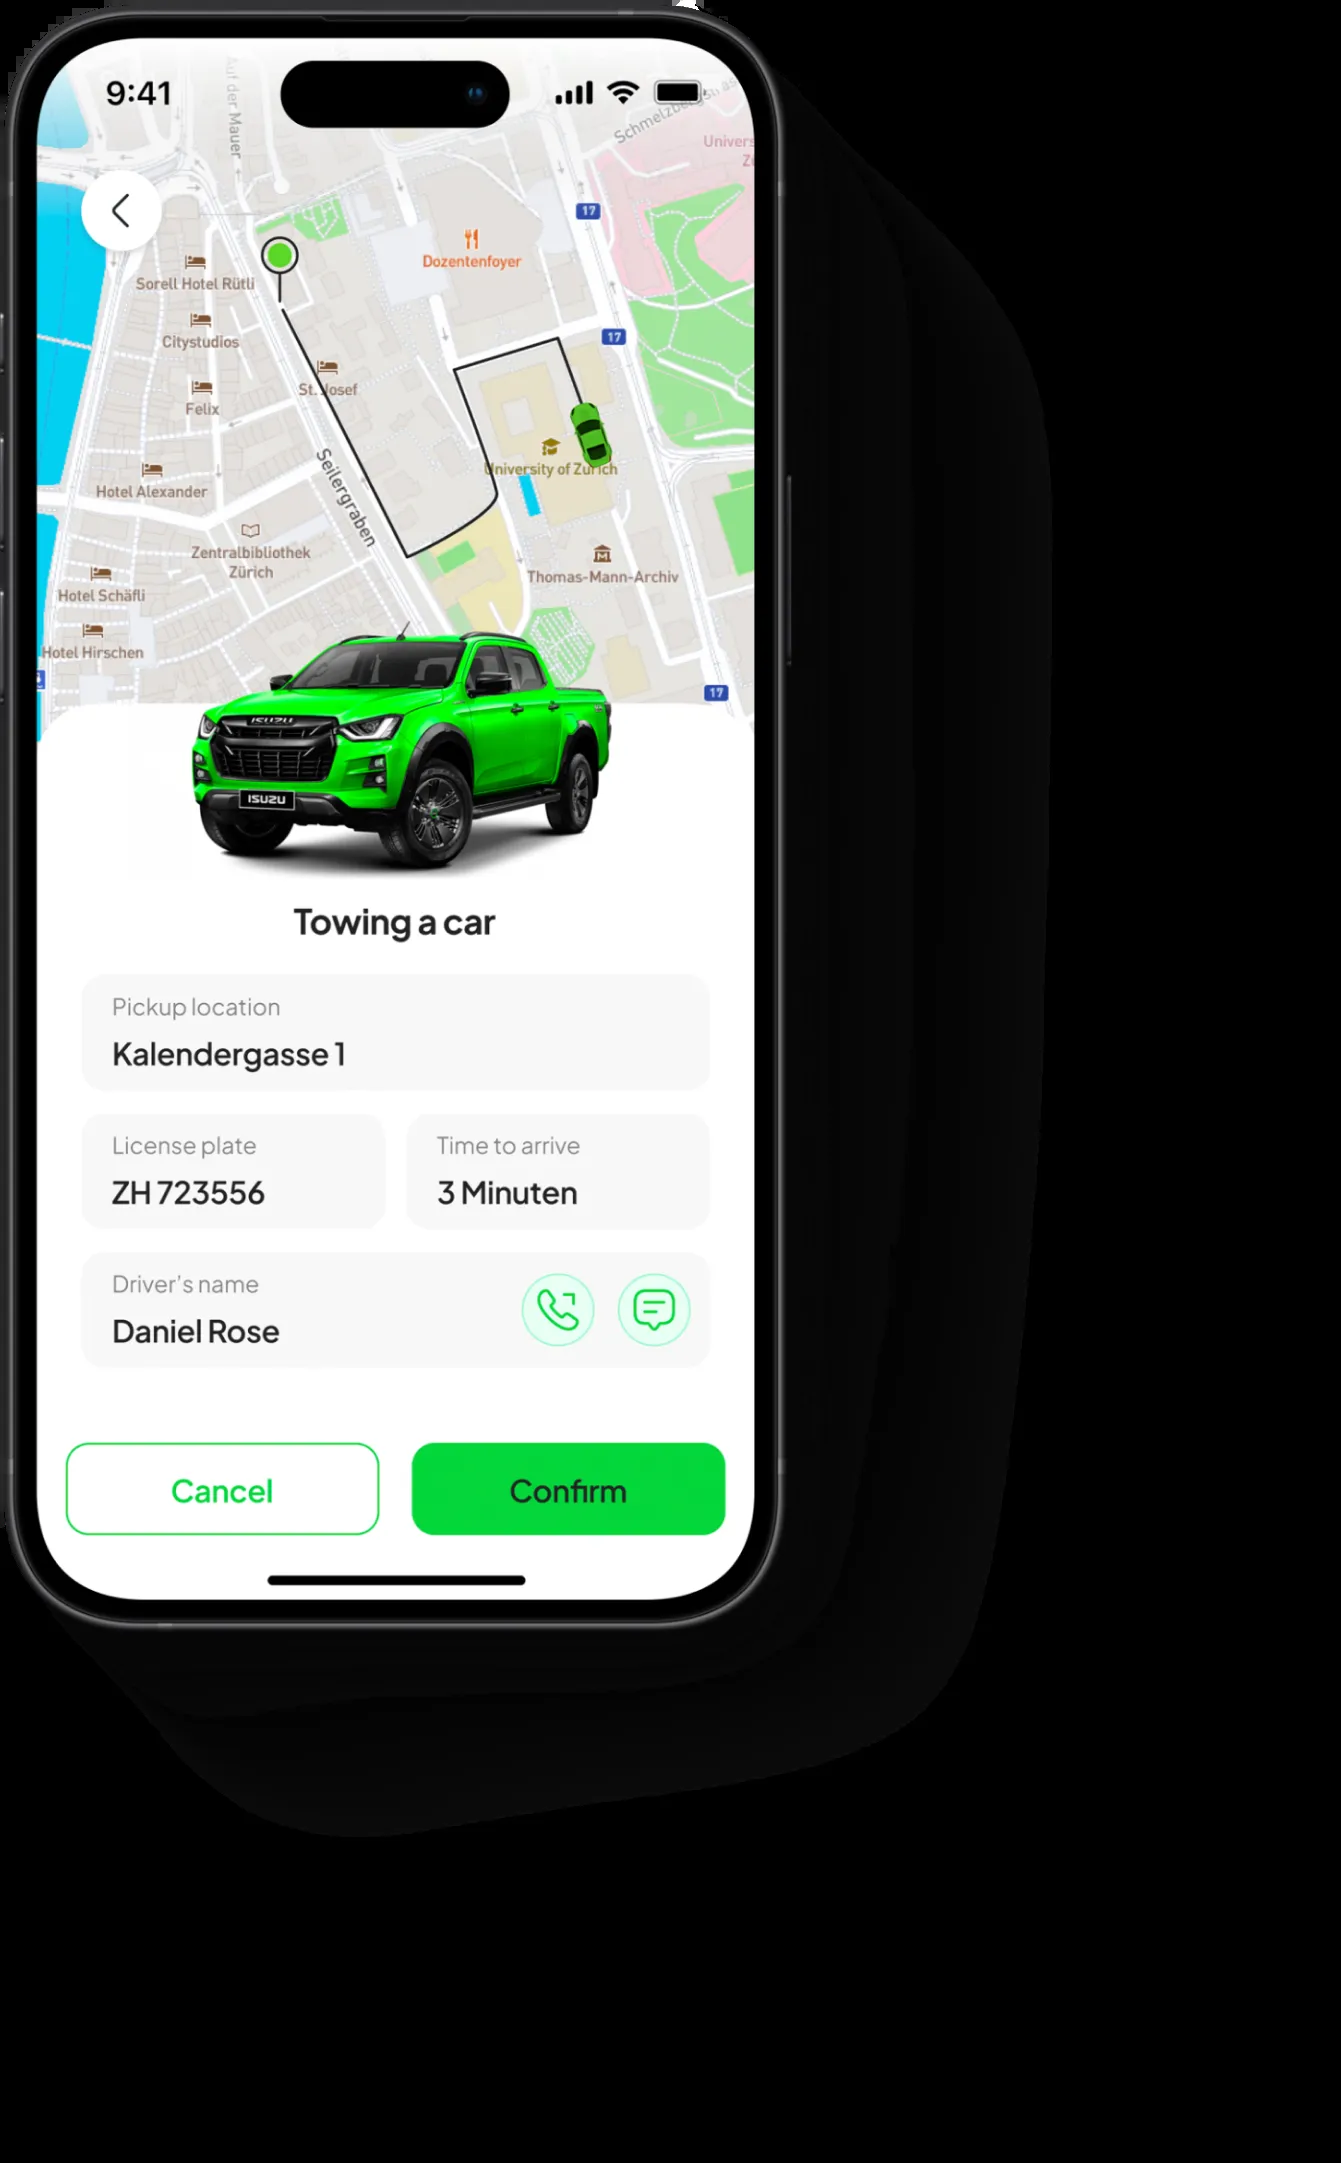 9:41
Auf der Mauer
Schmelzbergstras
Univers
Zü
17
Dozentenfoyer
Sorell Hotel Rütli
17
Citystudios
St. Josef
Felix
University of Zurich
Seilergraben
Hotel Alexander
Zentralbibliothek
Zürich
Thomas-Mann-Archiv
Hotel Schäfli
Hotel Hirschen
17
ISUZU
ISUZU
Towing a car
Pickup location
Kalendergasse 1
License plate
ZH 723556
Time to arrive
3 Minuten
Driver's name
Daniel Rose
Cancel
Confirm